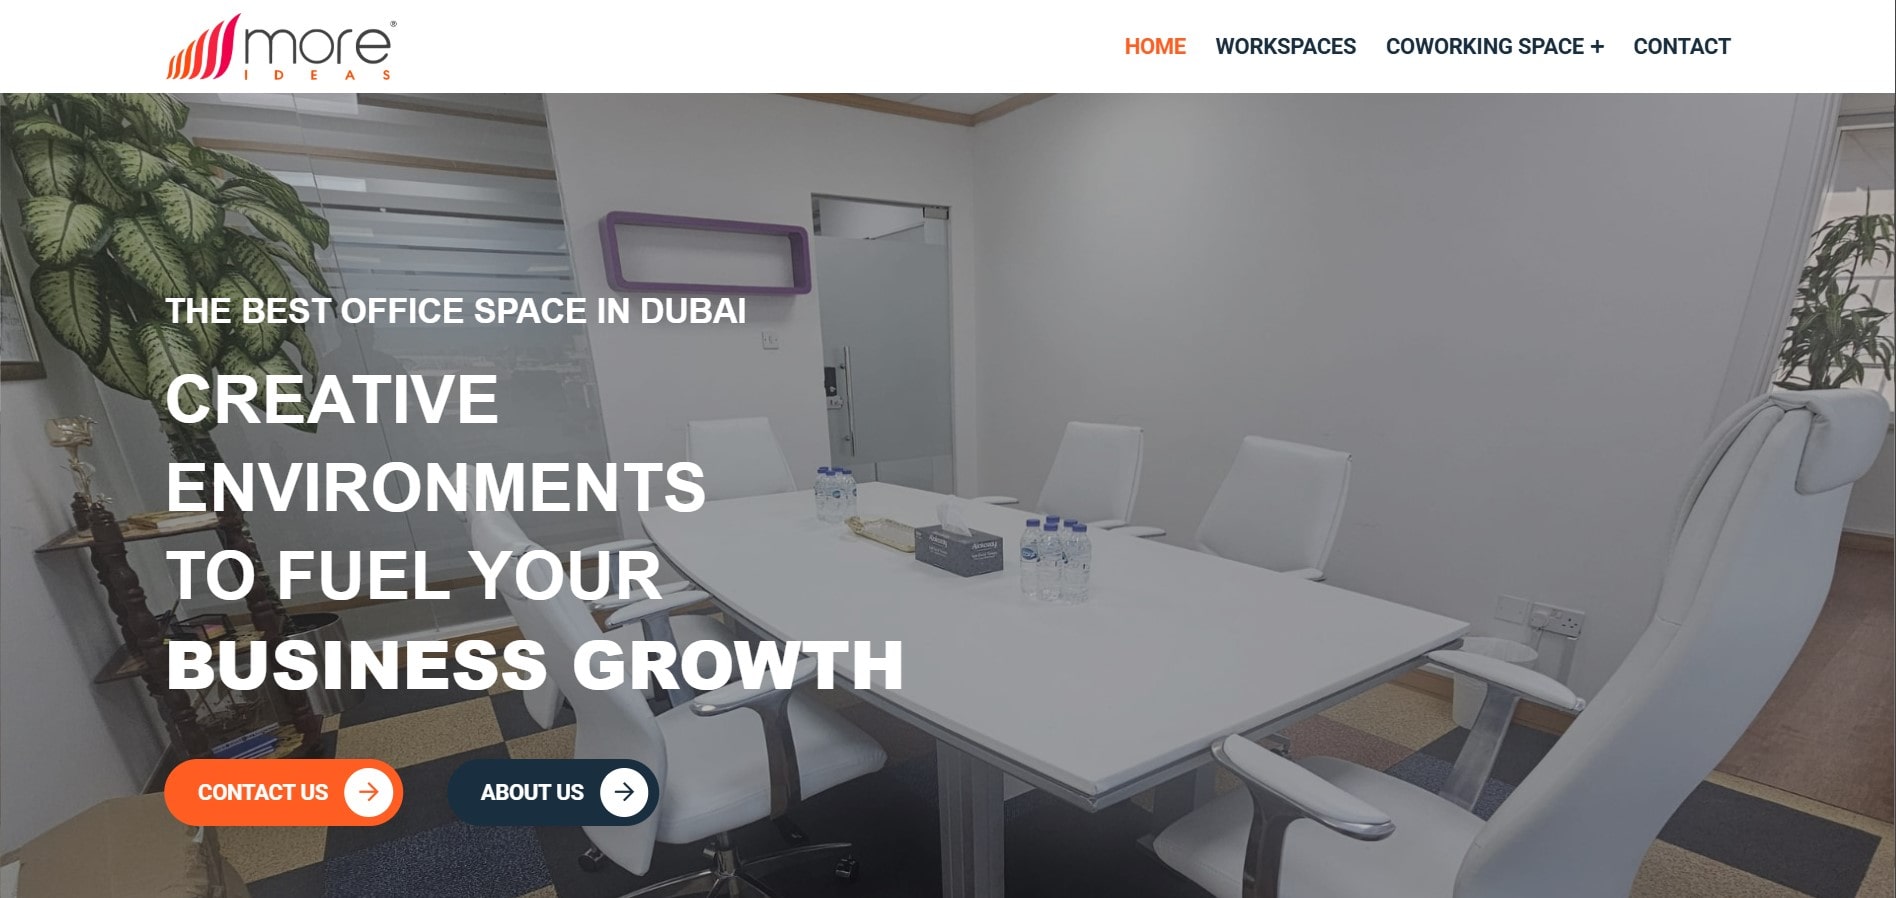 more®
IDEAS
HOME WORKSPACES COWORKING SPACE + CONTACT
THE BEST OFFICE SPACE IN DUBAI
CREATIVE
ENVIRONMENTS
TO FUEL YOUR
BUSINESS GROWTH
CONTACT US
ABOUT US